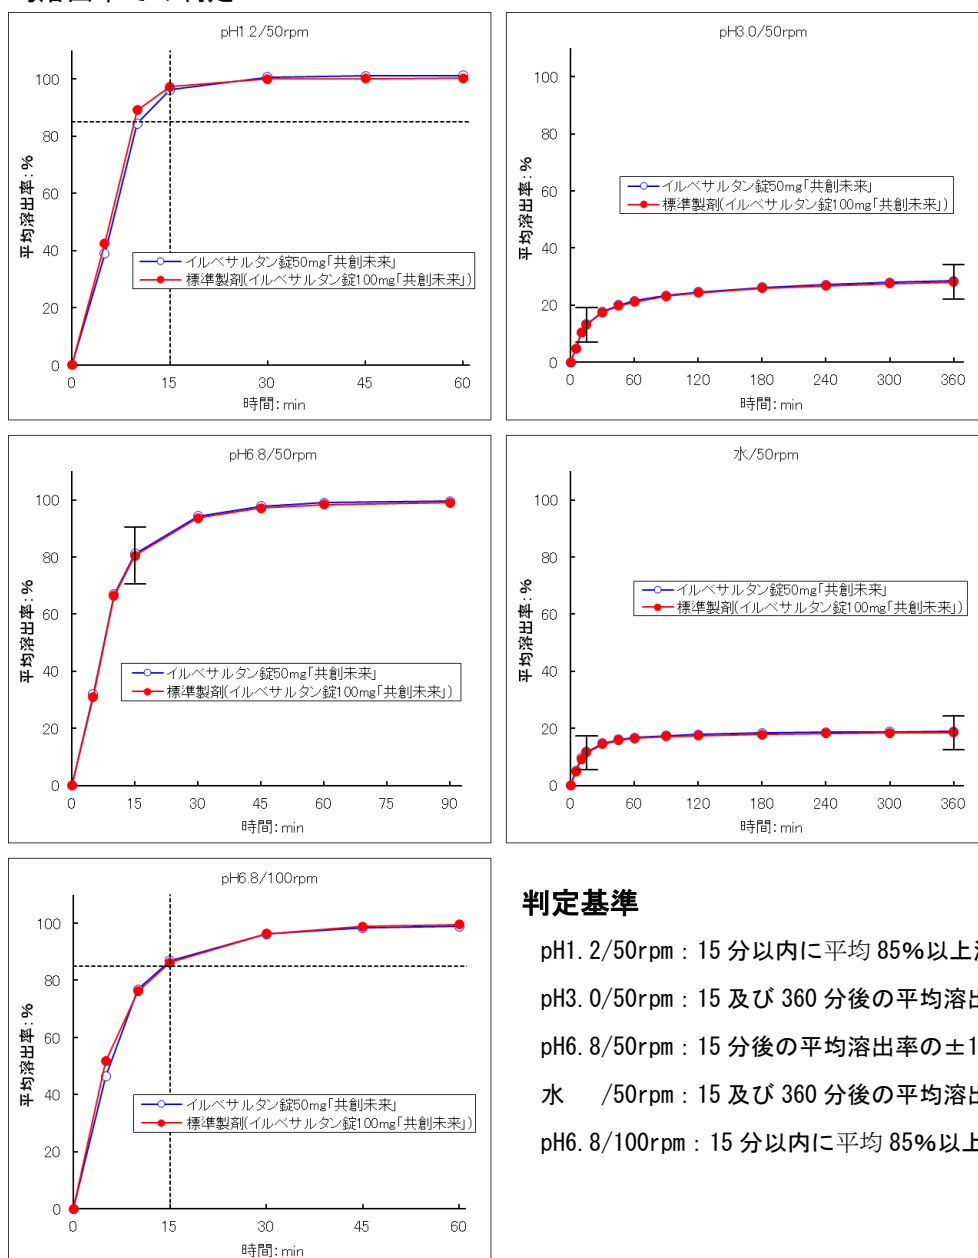 pH1.2/50rpm
平均溶出率:%
100
80
60
40
20
0
イルベサルタン錠50mg「共創未来」
標準製剤(イルベサルタン錠100mg「共創未来」)
0 15 30 45 60
時間:min
pH3.0/50rpm
平均溶出率:%
100
80
60
40
20
0
イルベサルタン錠50mg「共創未来」
標準製剤(イルベサルタン錠100mg「共創未来」)
0 60 120 180 240 300 360
時間:min
pH6.8/50rpm
平均溶出率:%
100
80
60
40
20
0
イルベサルタン錠50mg「共創未来」
標準製剤(イルベサルタン錠100mg「共創未来」)
0 15 30 45 60 75 90
時間:min
水/50rpm
平均溶出率:%
100
80
60
40
20
0
イルベサルタン錠50mg「共創未来」
標準製剤(イルベサルタン錠100mg「共創未来」)
0 60 120 180 240 300 360
時間:min
pH6.8/100rpm
平均溶出率:%
100
80
60
40
20
0
イルベサルタン錠50mg「共創未来」
標準製剤(イルベサルタン錠100mg「共創未来」)
0 15 30 45 60
時間:min
判定基準
pH1.2/50rpm:15 分以内に平均 85%以上
pH3.0/50rpm:15 及び 360 分後の平均溶出
pH6.8/50rpm:15 分後の平均溶出率の±1
水 /50rpm:15 及び 360 分後の平均溶出
pH6.8/100rpm:15 分以内に平均 85%以上